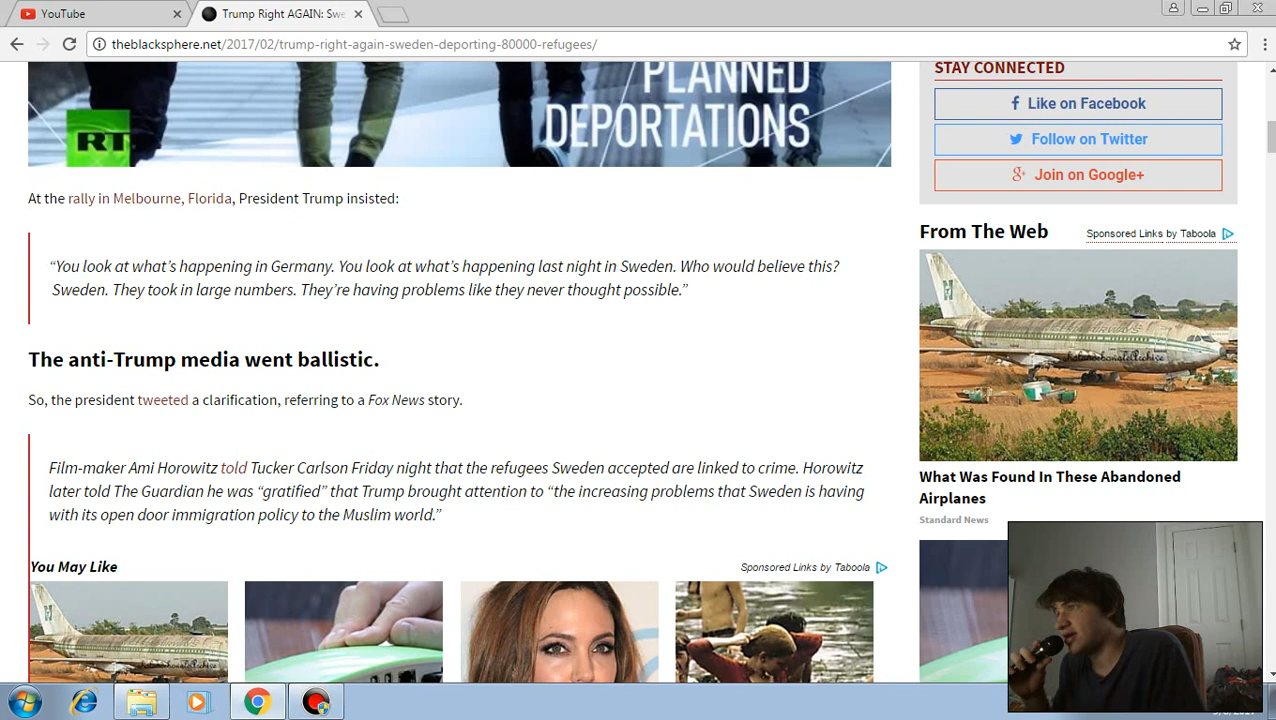 YouTube
Trump Right AGAIN: Swe
theblacksphere.net/2017/02/trump-right-again-sweden-deporting-80000-refugees/
PLANNED
DEPORTATIONS
RT
At the rally in Melbourne, Florida, President Trump insisted:
“You look at what’s happening in Germany. You look at what’s happening last night in Sweden. Who would believe this?
Sweden. They took in large numbers. They’re having problems like they never thought possible.”
The anti-Trump media went ballistic.
So, the president tweeted a clarification, referring to a Fox News story.
Film-maker Ami Horowitz told Tucker Carlson Friday night that the refugees Sweden accepted are linked to crime. Horowitz
later told The Guardian he was “gratified” that Trump brought attention to “the increasing problems that Sweden is having
with its open door immigration policy to the Muslim world.”
You May Like
Sponsored Links by Taboola
STAY CONNECTED
Like on Facebook
Follow on Twitter
Join on Google+
From The Web
Sponsored Links by Taboola
What Was Found In These Abandoned
Airplanes
Standard News